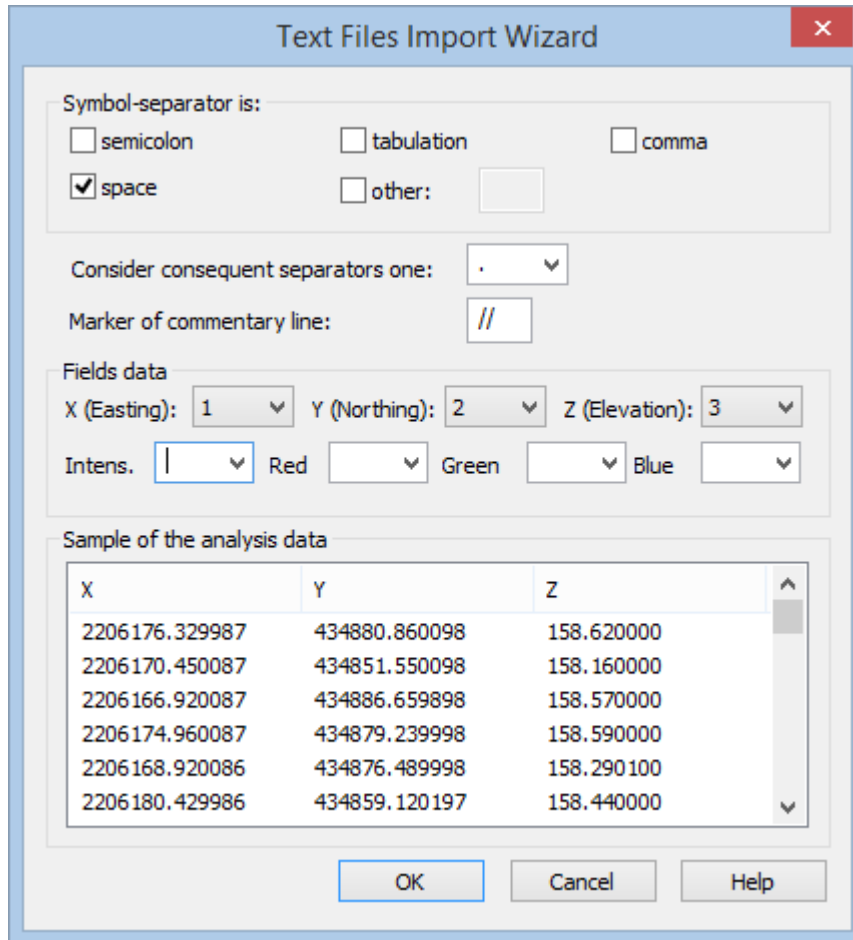 Text Files Import Wizard
Symbol-separator is:
semicolon tabulation comma
space other:
Consider consequent separators one: .
Marker of commentary line: //
Fields data
X (Easting): 1 Y (Northing): 2 Z (Elevation): 3
Intens. Red Green Blue
Sample of the analysis data
X Y Z
2206176.329987 434880.860098 158.620000
2206170.450087 434851.550098 158.160000
2206166.920087 434886.659898 158.570000
2206174.960087 434879.239998 158.590000
2206168.920086 434876.489998 158.290100
2206180.429986 434859.120197 158.440000
OK Cancel Help